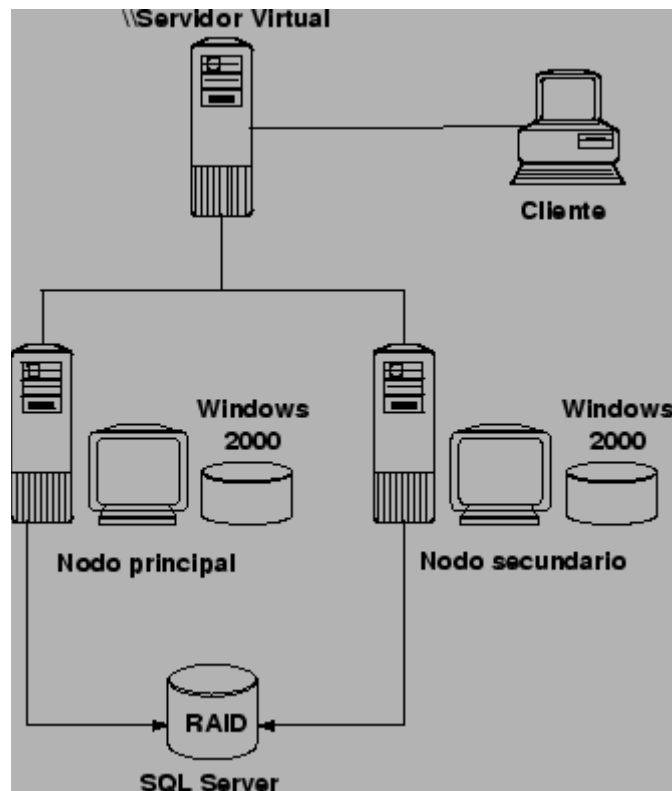 \\Servidor Virtual
Cliente
Windows
2000
Windows
2000
Nodo principal
Nodo secundario
RAID
SQL Server